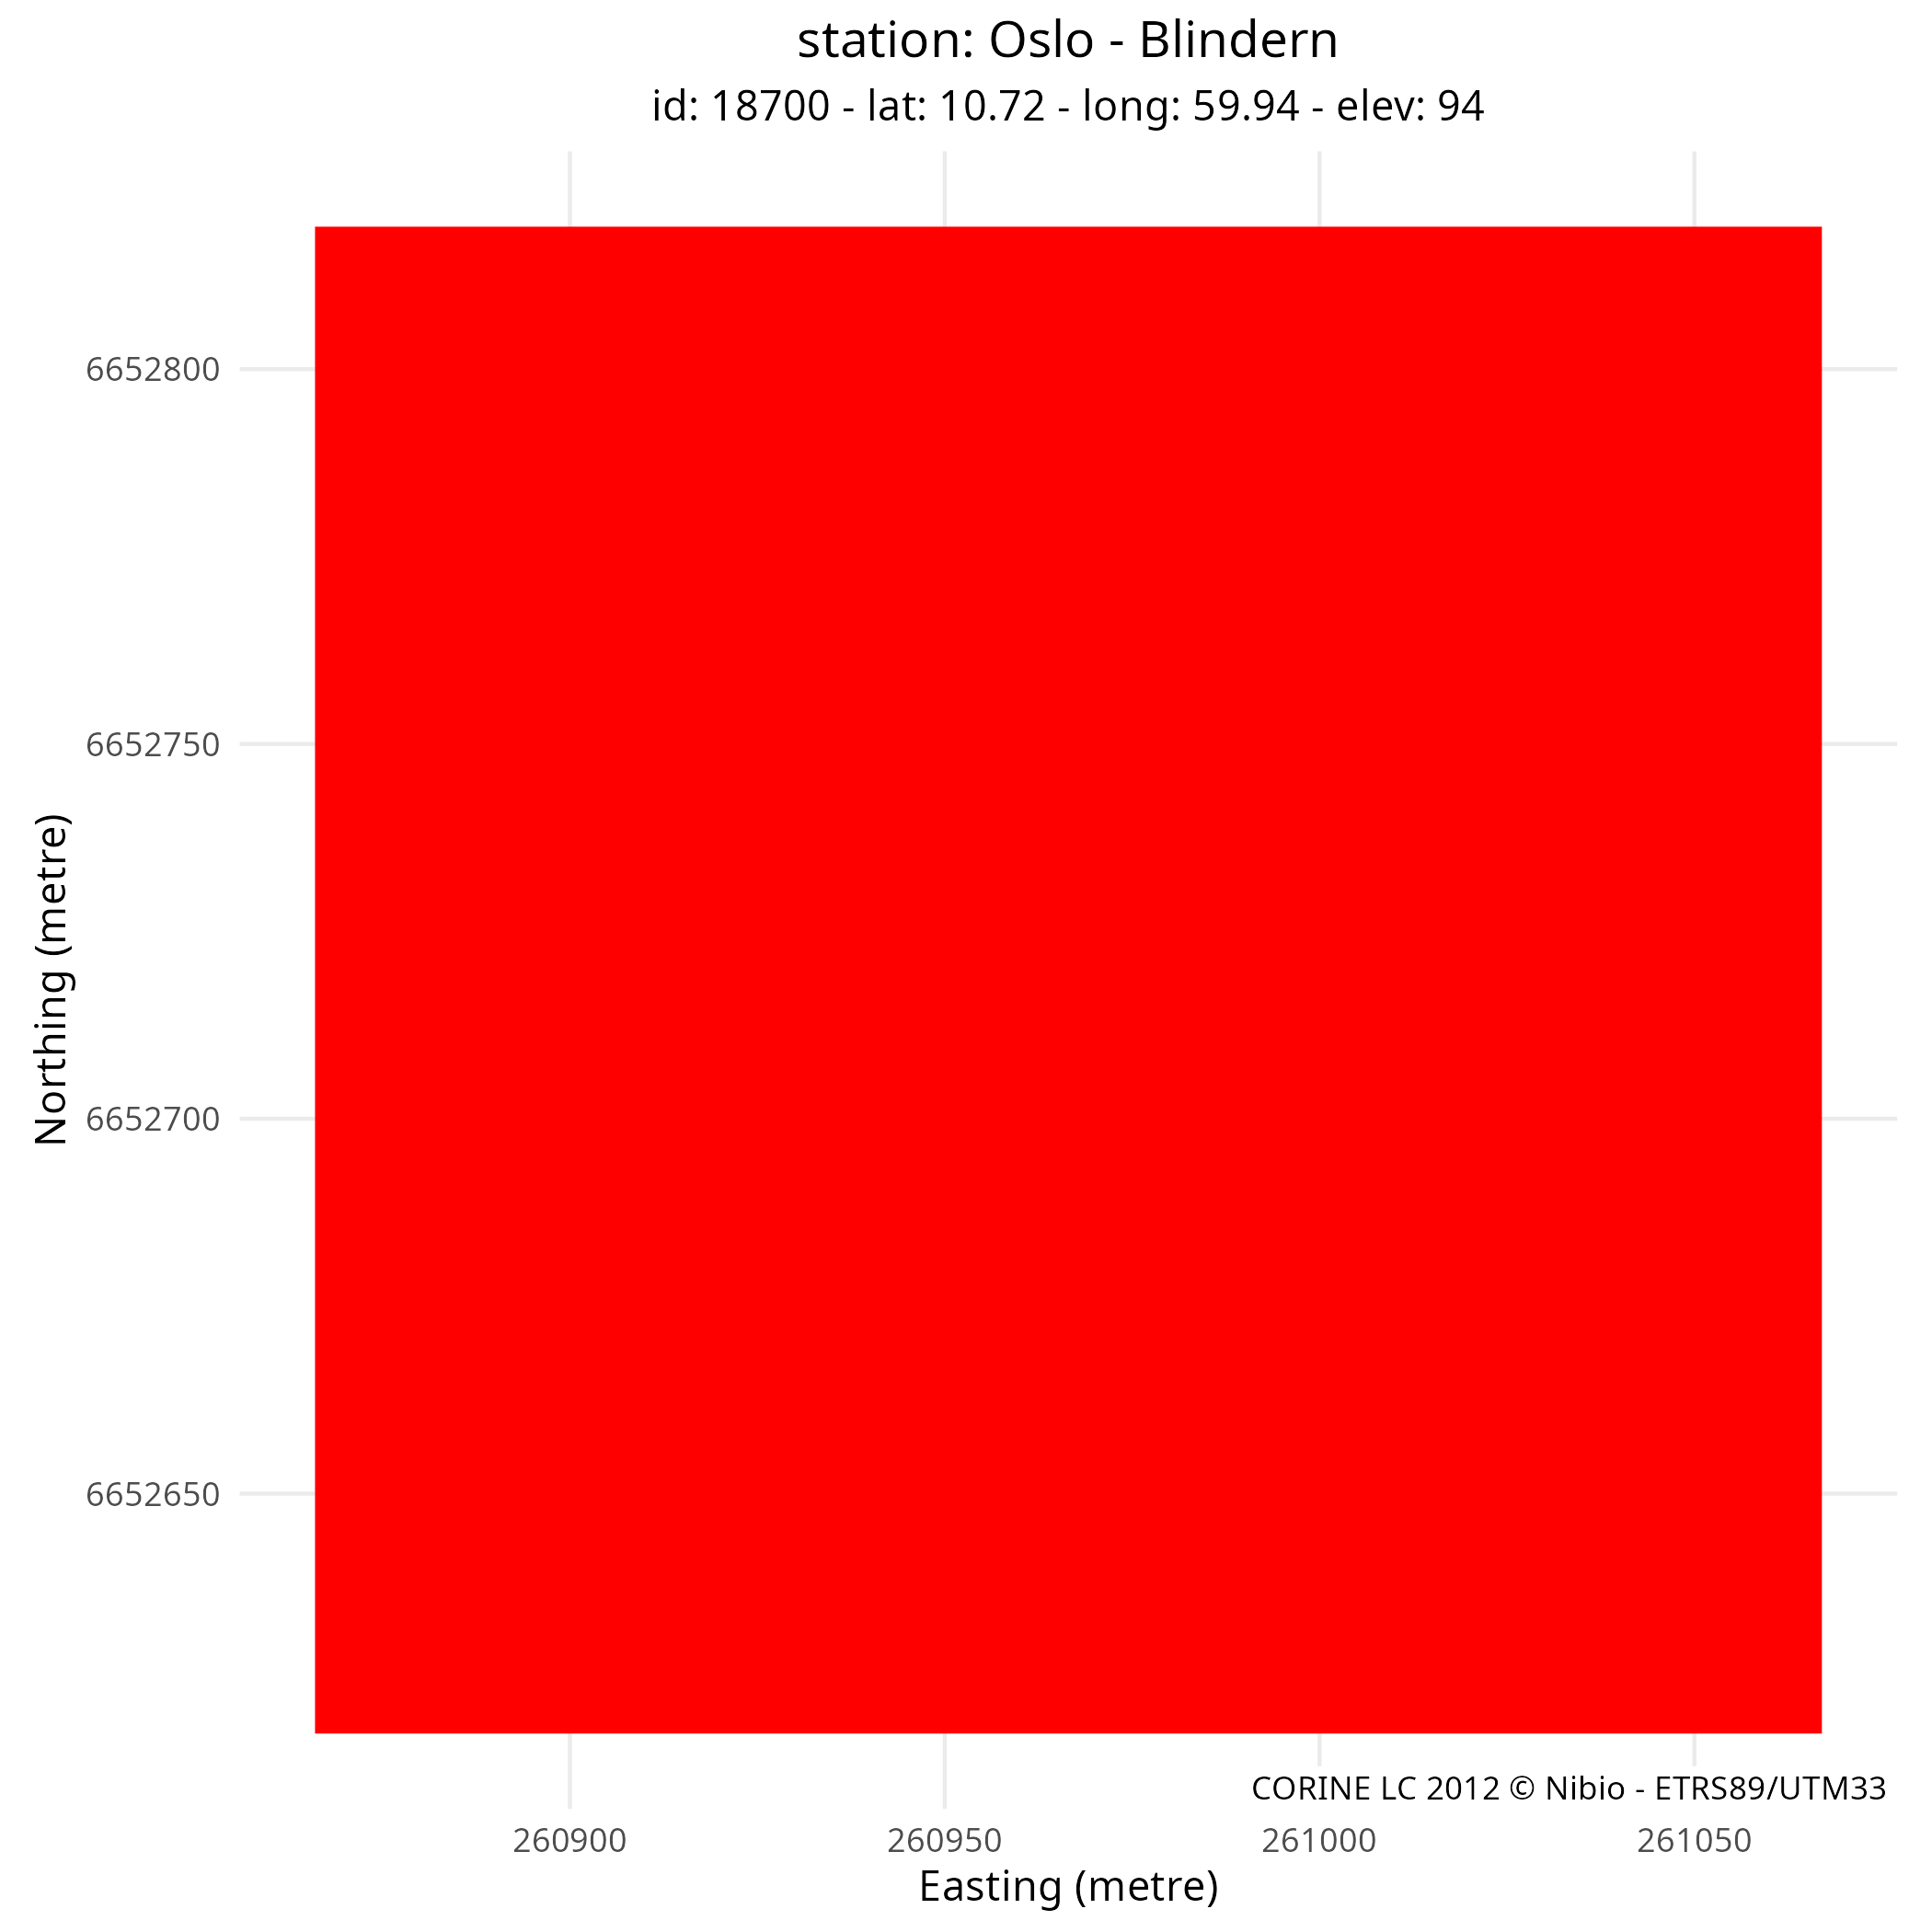 station: Oslo - Blindern
id: 18700 - lat: 10.72 - long: 59.94 - elev: 94
Northing (metre)
6652800
6652750
6652700
6652650
CORINE LC 2012 © Nibio - ETRS89/UTM33
260900 260950 261000 261050
Easting (metre)